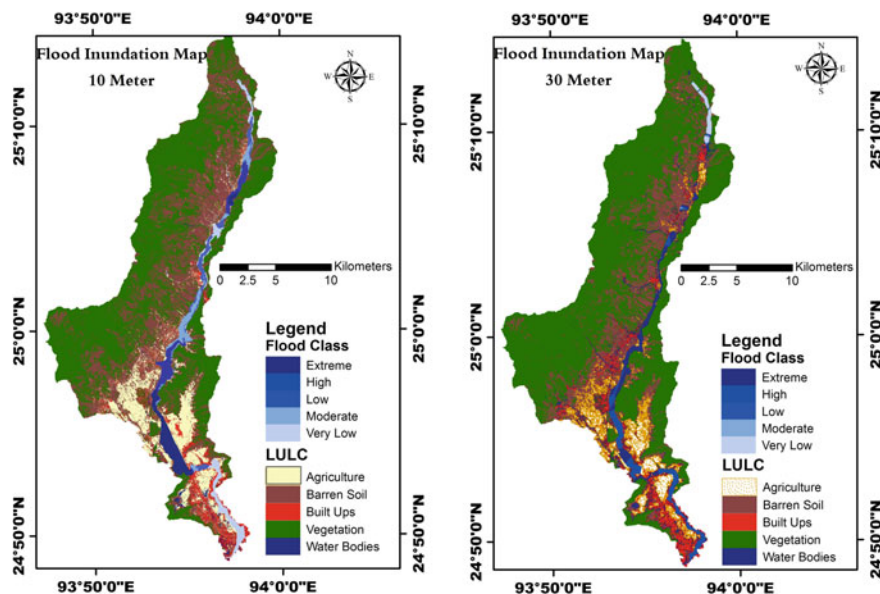 93°50'0"E 94°0'0"E
Flood Inundation Map
10 Meter
N
W E
S
25°10'0"N
25°10'0"N
Kilometers
0 2.5 5 10
25°0'0"N
25°0'0"N
Legend
Flood Class
Extreme
High
Low
Moderate
Very Low
LULC
Agriculture
Barren Soil
Built Ups
Vegetation
Water Bodies
24°50'0"N
24°50'0"N
93°50'0"E 94°0'0"E
93°50'0"E 94°0'0"E
Flood Inundation Map
30 Meter
N
W E
S
25°10'0"N
25°10'0"N
Kilometers
0 2.5 5 10
25°0'0"N
25°0'0"N
Legend
Flood Class
Extreme
High
Low
Moderate
Very Low
LULC
Agriculture
Barren Soil
Built Ups
Vegetation
Water Bodies
24°50'0"N
24°50'0"N
93°50'0"E 94°0'0"E